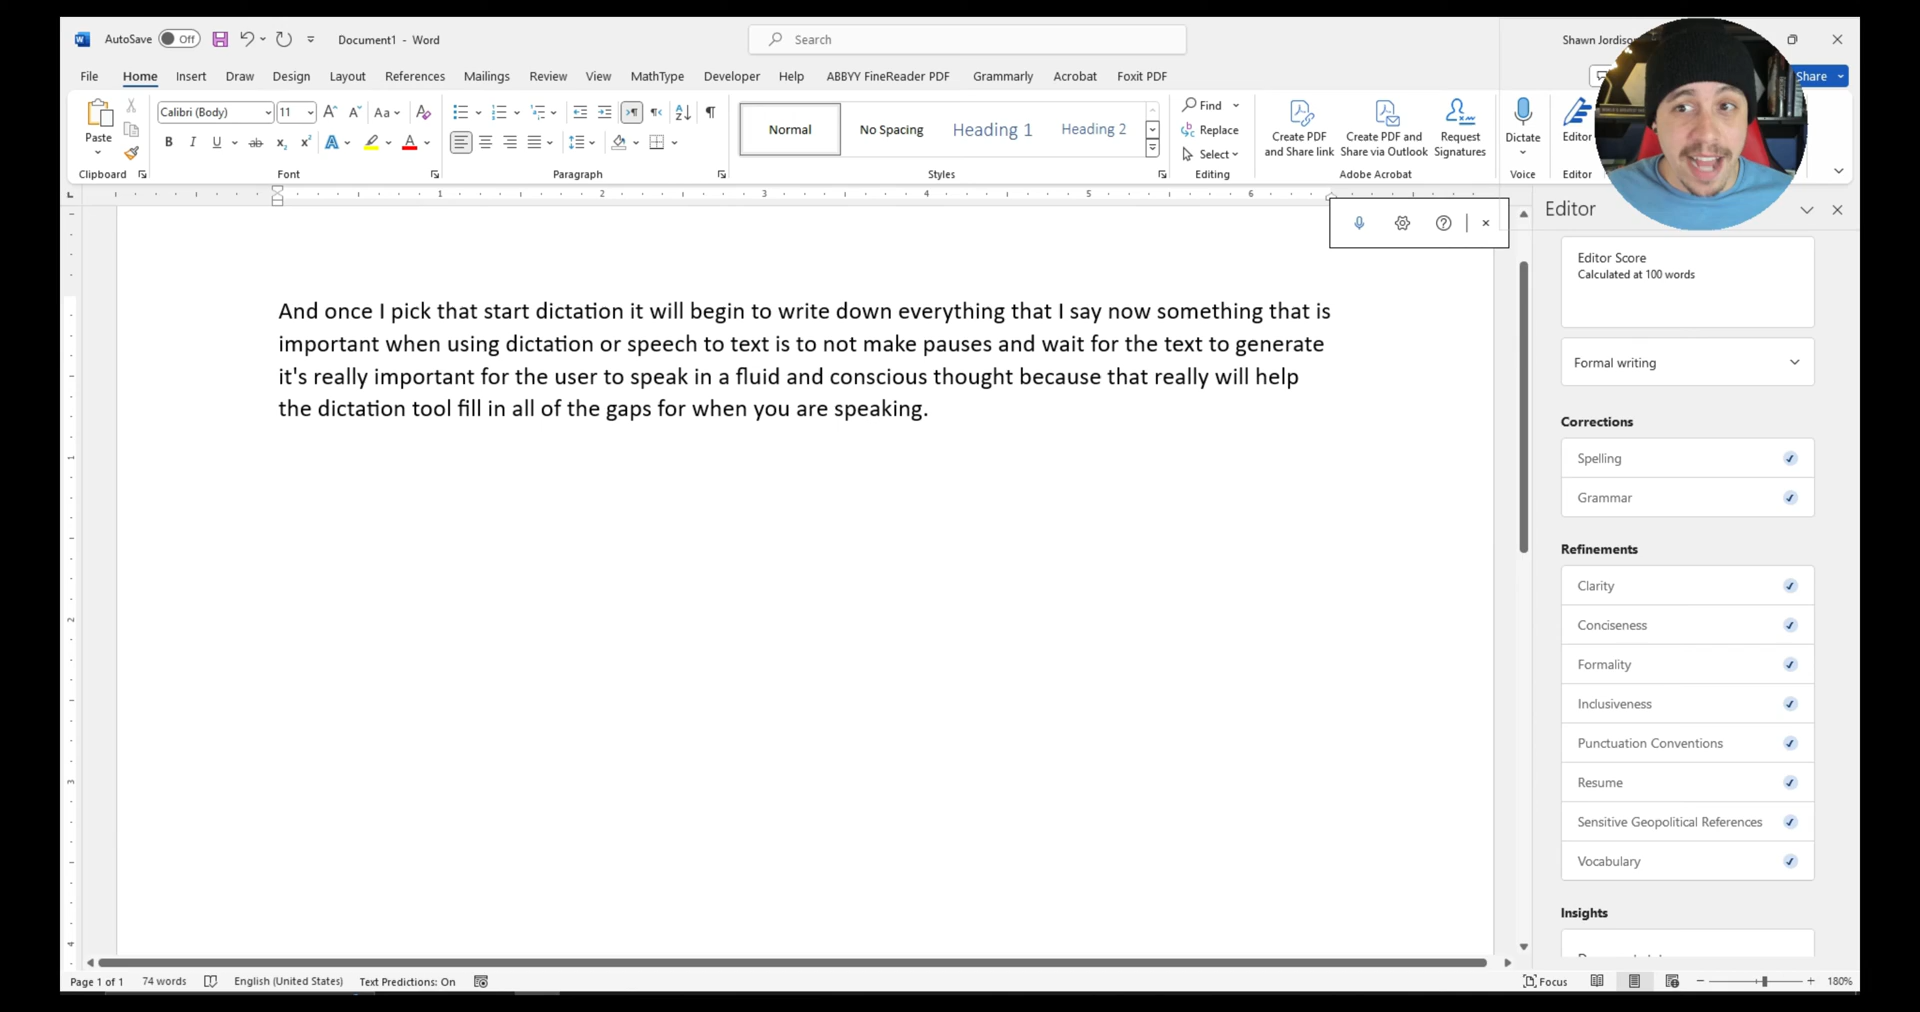 AutoSave Off Document1 - Word Search Shawn
File Home Insert Draw Design Layout References Mailings Review View MathType Developer Help ABBYY FineReader PDF Grammarly Acrobat Foxit PDF Share
Paste Calibri (Body) 11 Normal No Spacing Heading 1 Heading 2 Find Replace Select Create PDF and Share link Create PDF and Share via Outlook Request Signatures Dictate Editor
Clipboard Font Paragraph Styles Editing Adobe Acrobat Voice Editor
1 2 3 4 5 6
And once I pick that start dictation it will begin to write down everything that I say now something that is
important when using dictation or speech to text is to not make pauses and wait for the text to generate
it's really important for the user to speak in a fluid and conscious thought because that really will help
the dictation tool fill in all of the gaps for when you are speaking.
Editor
Editor Score
Calculated at 100 words
Formal writing
Corrections
Spelling
Grammar
Refinements
Clarity
Conciseness
Formality
Inclusiveness
Punctuation Conventions
Resume
Sensitive Geopolitical References
Vocabulary
Insights
Page 1 of 1 74 words English (United States) Text Predictions: On Focus 180%